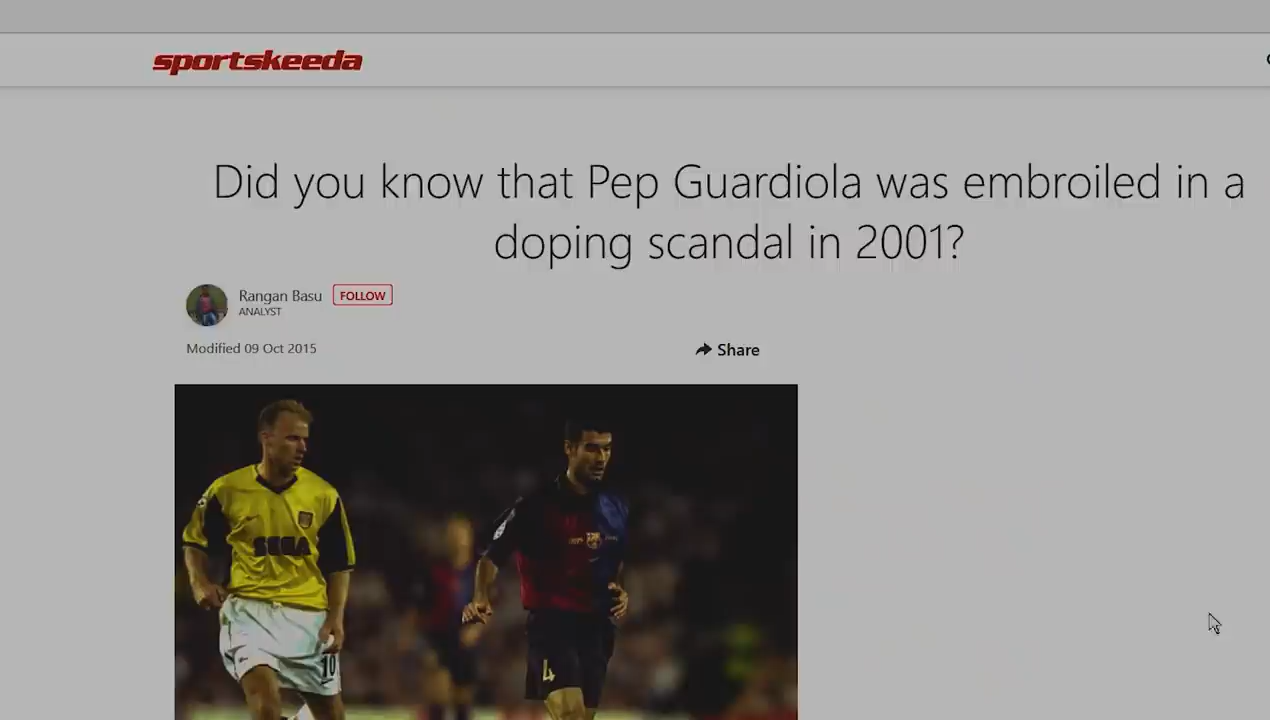 sportskeeda
Did you know that Pep Guardiola was embroiled in a
doping scandal in 2001?
Rangan Basu FOLLOW
ANALYST
Modified 09 Oct 2015
Share
SEGA
10
4